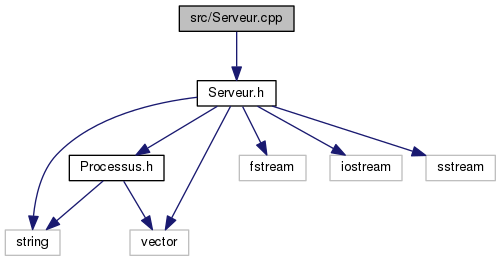 src/Serveur.cpp
Serveur.h
Processus.h
fstream
iostream
sstream
string
vector